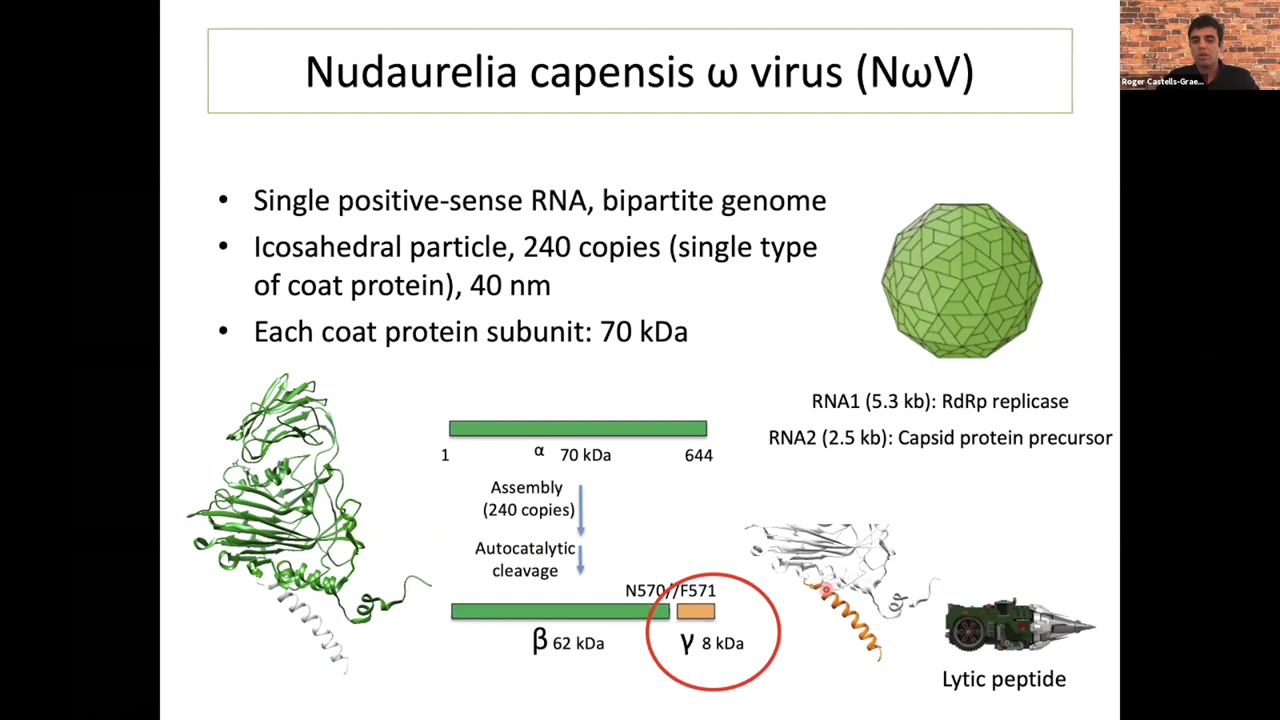 Nudaurelia capensis ω virus (NωV)
Roger Castells-Grae...
• Single positive-sense RNA, bipartite genome
• Icosahedral particle, 240 copies (single type
of coat protein), 40 nm
• Each coat protein subunit: 70 kDa
RNA1 (5.3 kb): RdRp replicase
RNA2 (2.5 kb): Capsid protein precursor
1 α 70 kDa 644
Assembly
(240 copies)
Autocatalytic
cleavage
N570//F571
β 62 kDa γ 8 kDa
Lytic peptide